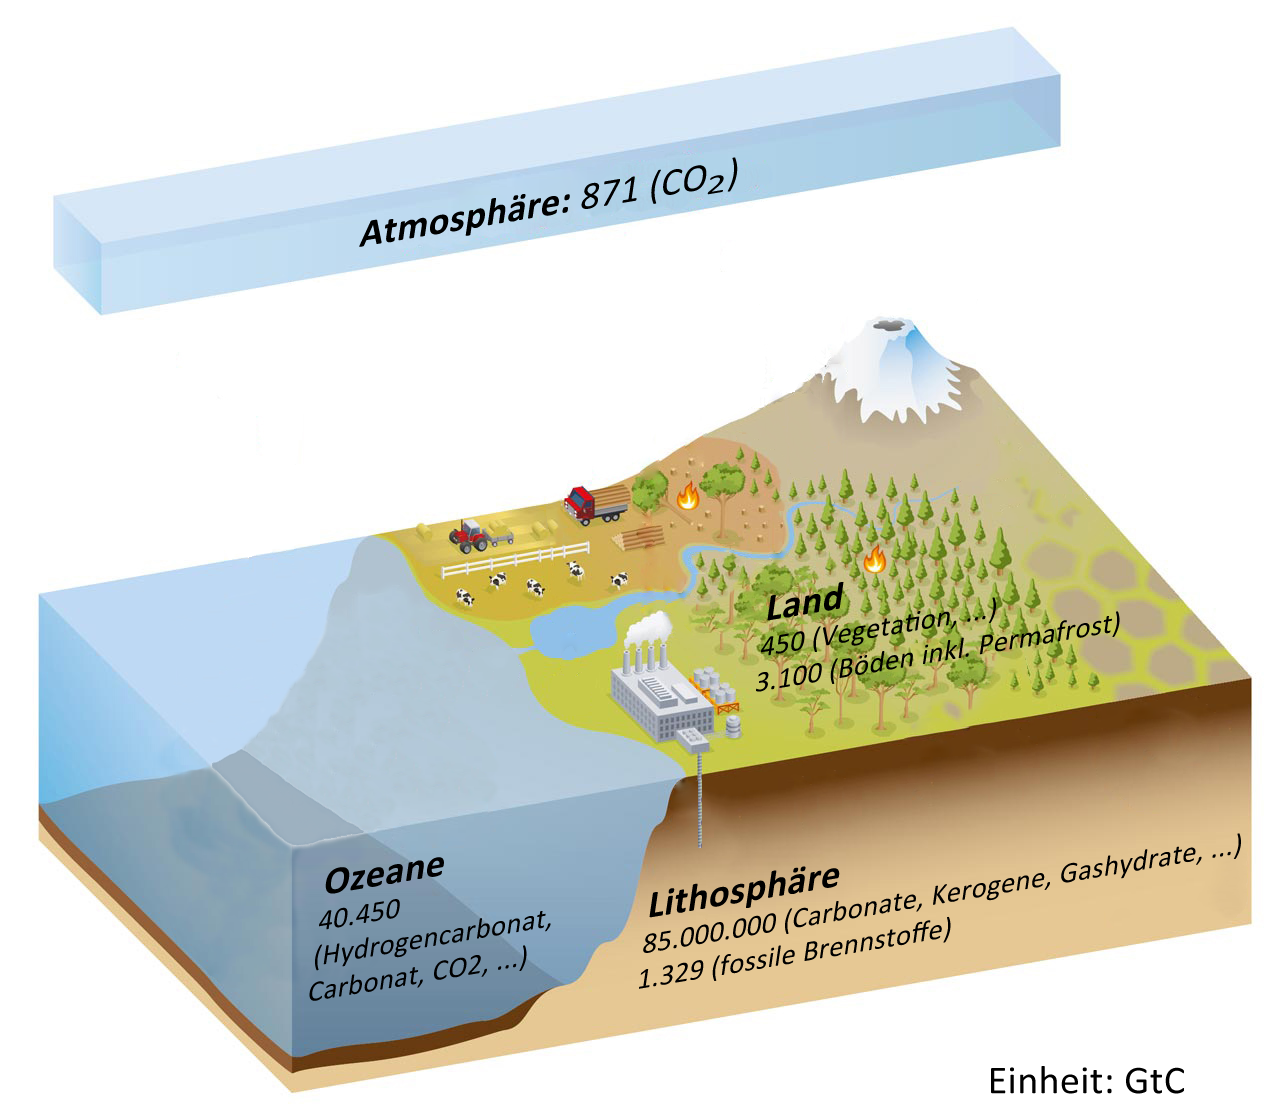 Atmosphäre: 871 (CO₂)
Land
450 (Vegetation, ...)
3.100 (Böden inkl. Permafrost)
Ozeane
40.450
(Hydrogencarbonat,
Carbonat, CO2, ...)
Lithosphäre
85.000.000 (Carbonate, Kerogene, Gashydrate, ...)
1.329 (fossile Brennstoffe)
Einheit: GtC